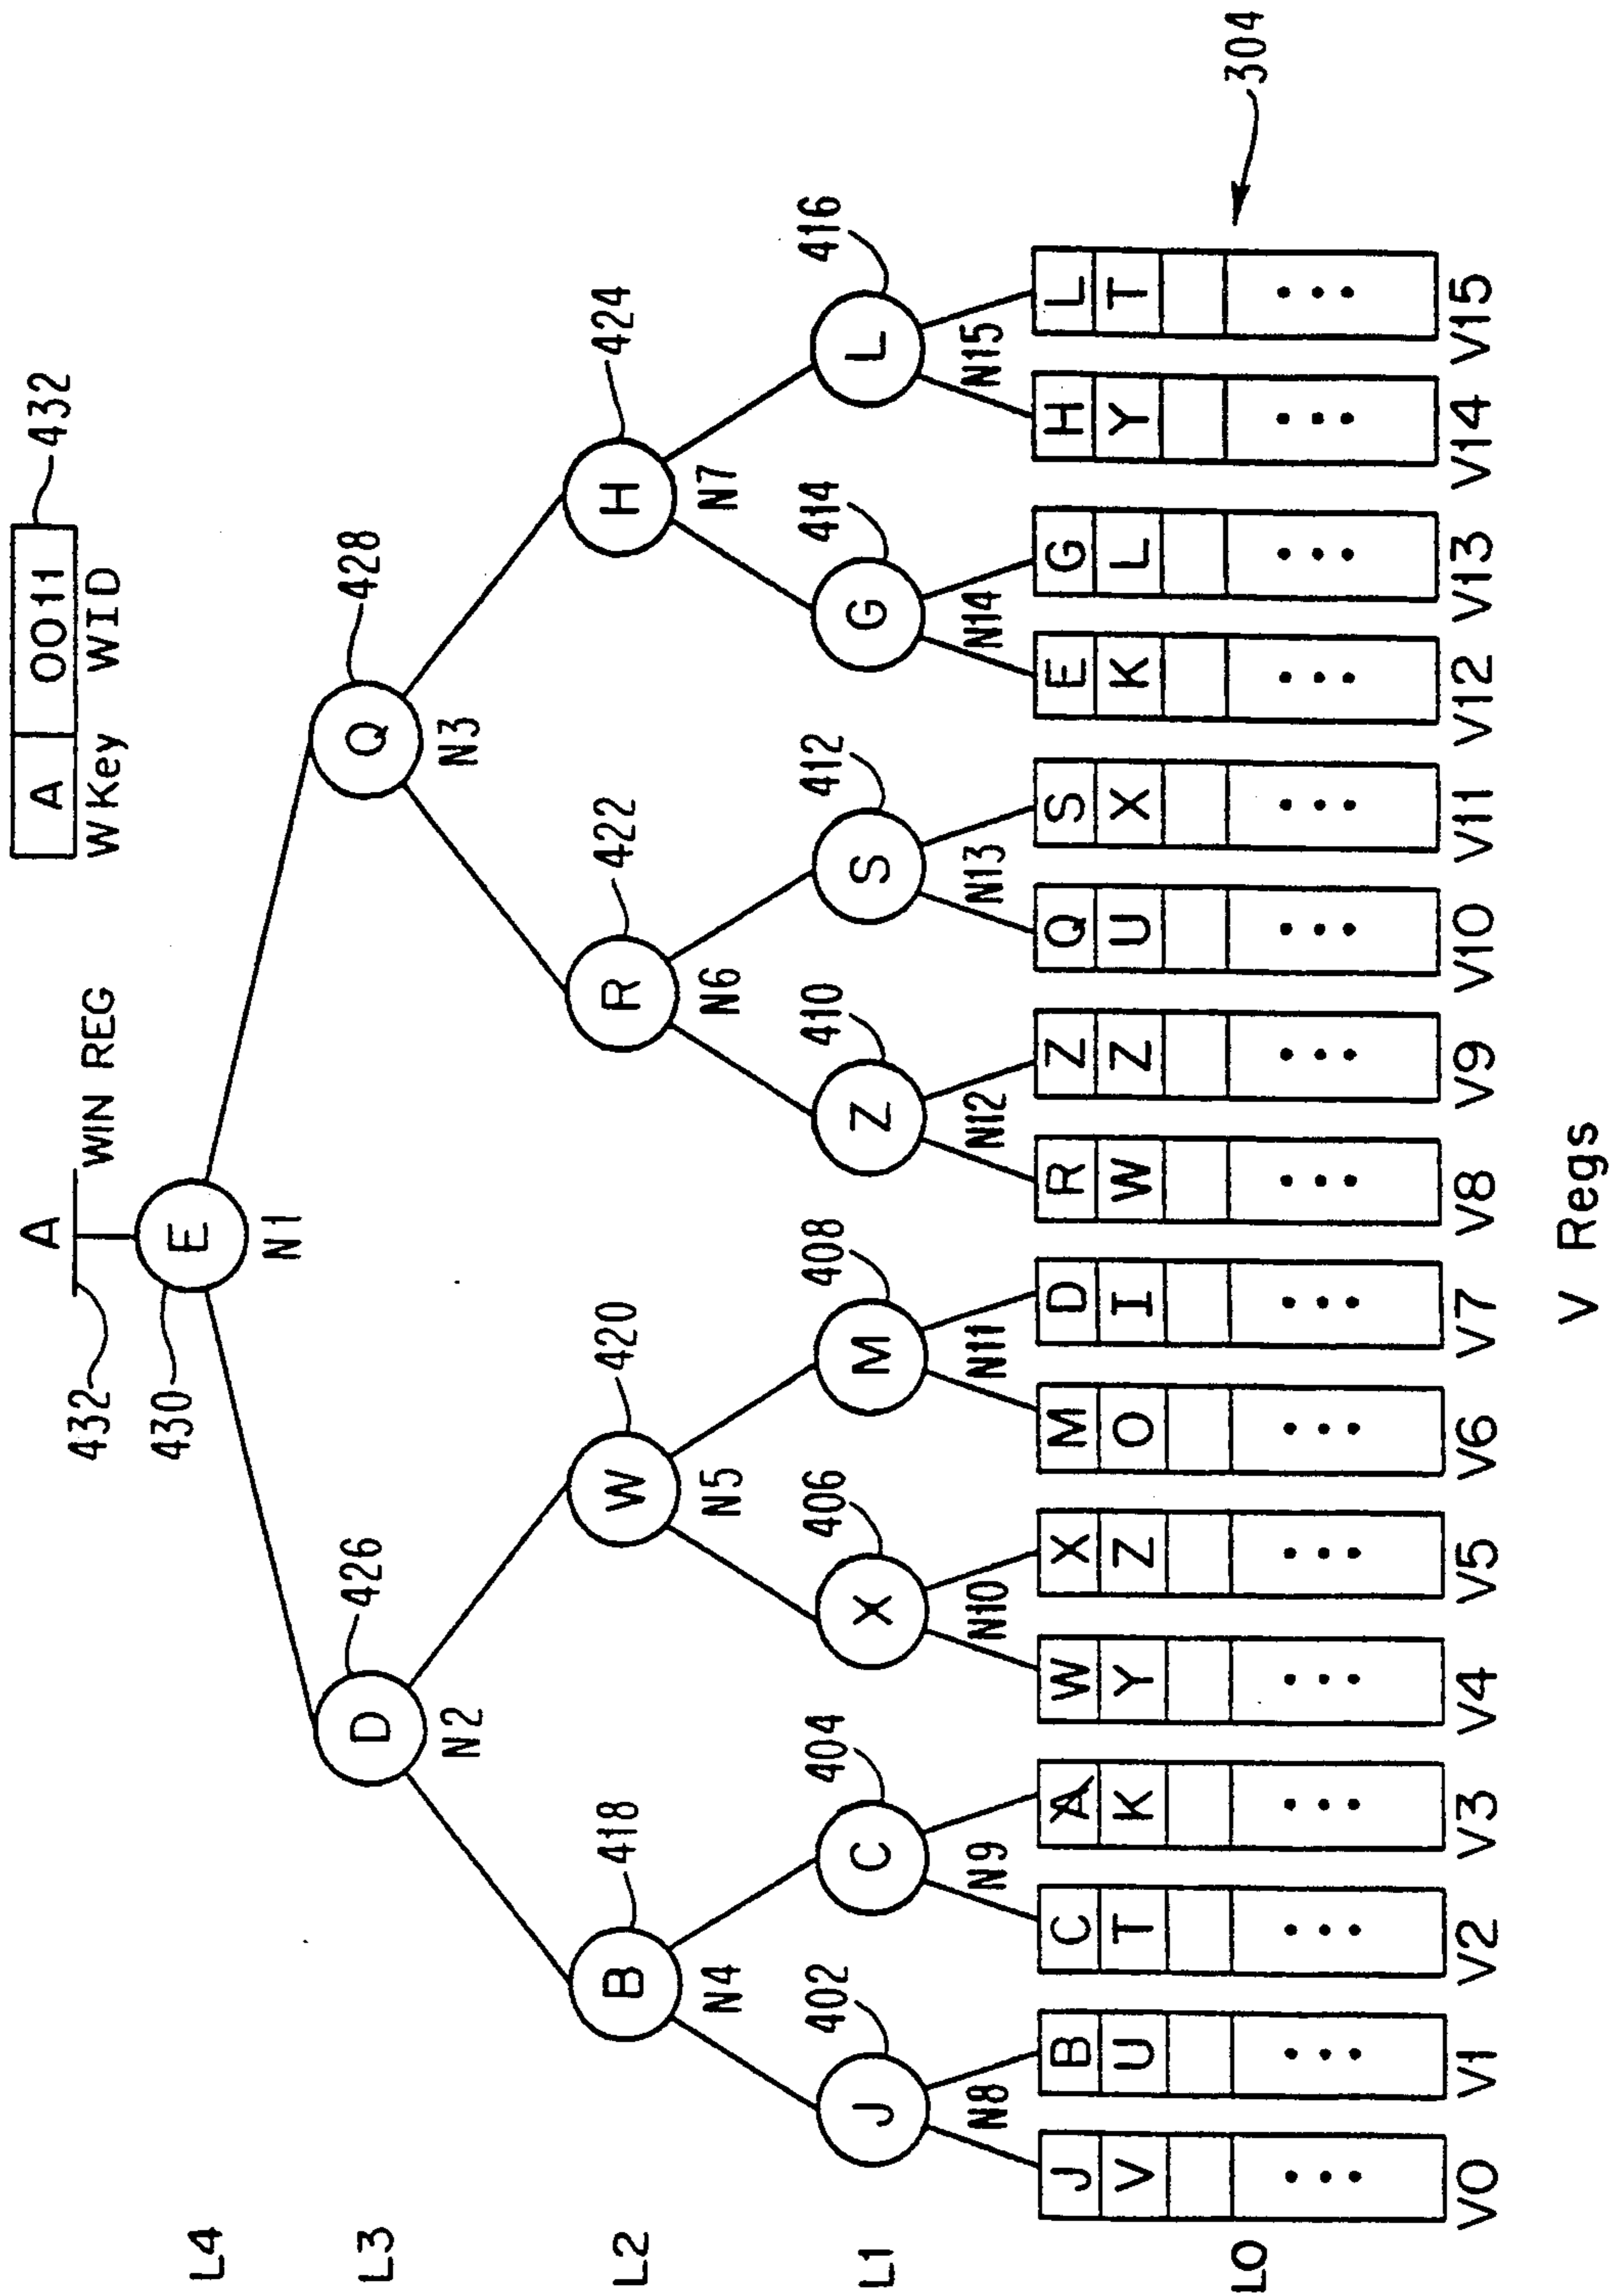 A 0011 432
WKey WID
A
432 WIN REG
L4 430 E
N1
L3 426 D Q 428
N2 N3
L2 418 B W 420 R 422 H 424
N4 N5 N6 N7
L1 402 J 404 C 406 X 408 M 410 Z 412 S 414 G 416 L
N8 N9 N10 N11 N12 N13 N14 N15
J B C A W X M D R Z Q S E G H L
V U T K Y Z O I W Z U X K L Y T
L0 ••• ••• ••• ••• ••• ••• ••• ••• ••• ••• ••• ••• ••• ••• ••• ••• 304
V0 V1 V2 V3 V4 V5 V6 V7 V8 V9 V10 V11 V12 V13 V14 V15
V Regs